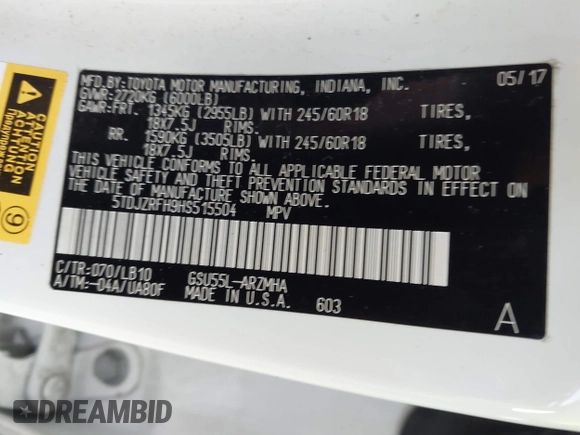 MFD.BY:TOYOTA MOTOR MANUFACTURING, INDIANA, INC. 05/17
GVWR:2720KG (6000LB)
GAWR:FRT. 1345KG (2955LB) WITH 245/60R18 TIRES,
18X7.5J RIMS.
RR. 1590KG (3505LB) WITH 245/60R18 TIRES,
18X7.5J RIMS.
THIS VEHICLE CONFORMS TO ALL APPLICABLE FEDERAL MOTOR
VEHICLE SAFETY AND THEFT PREVENTION STANDARDS IN EFFECT ON
THE DATE OF MANUFACTURE SHOWN ABOVE.
5TDJZRFH9HS515504 MPV
C/TR:070/LB10 GSU55L-ARZMHA
A/TM:-04A/UA80F MADE IN U.S.A. 603
A
CAUTION
ACHTUNG
9
DREAMBID